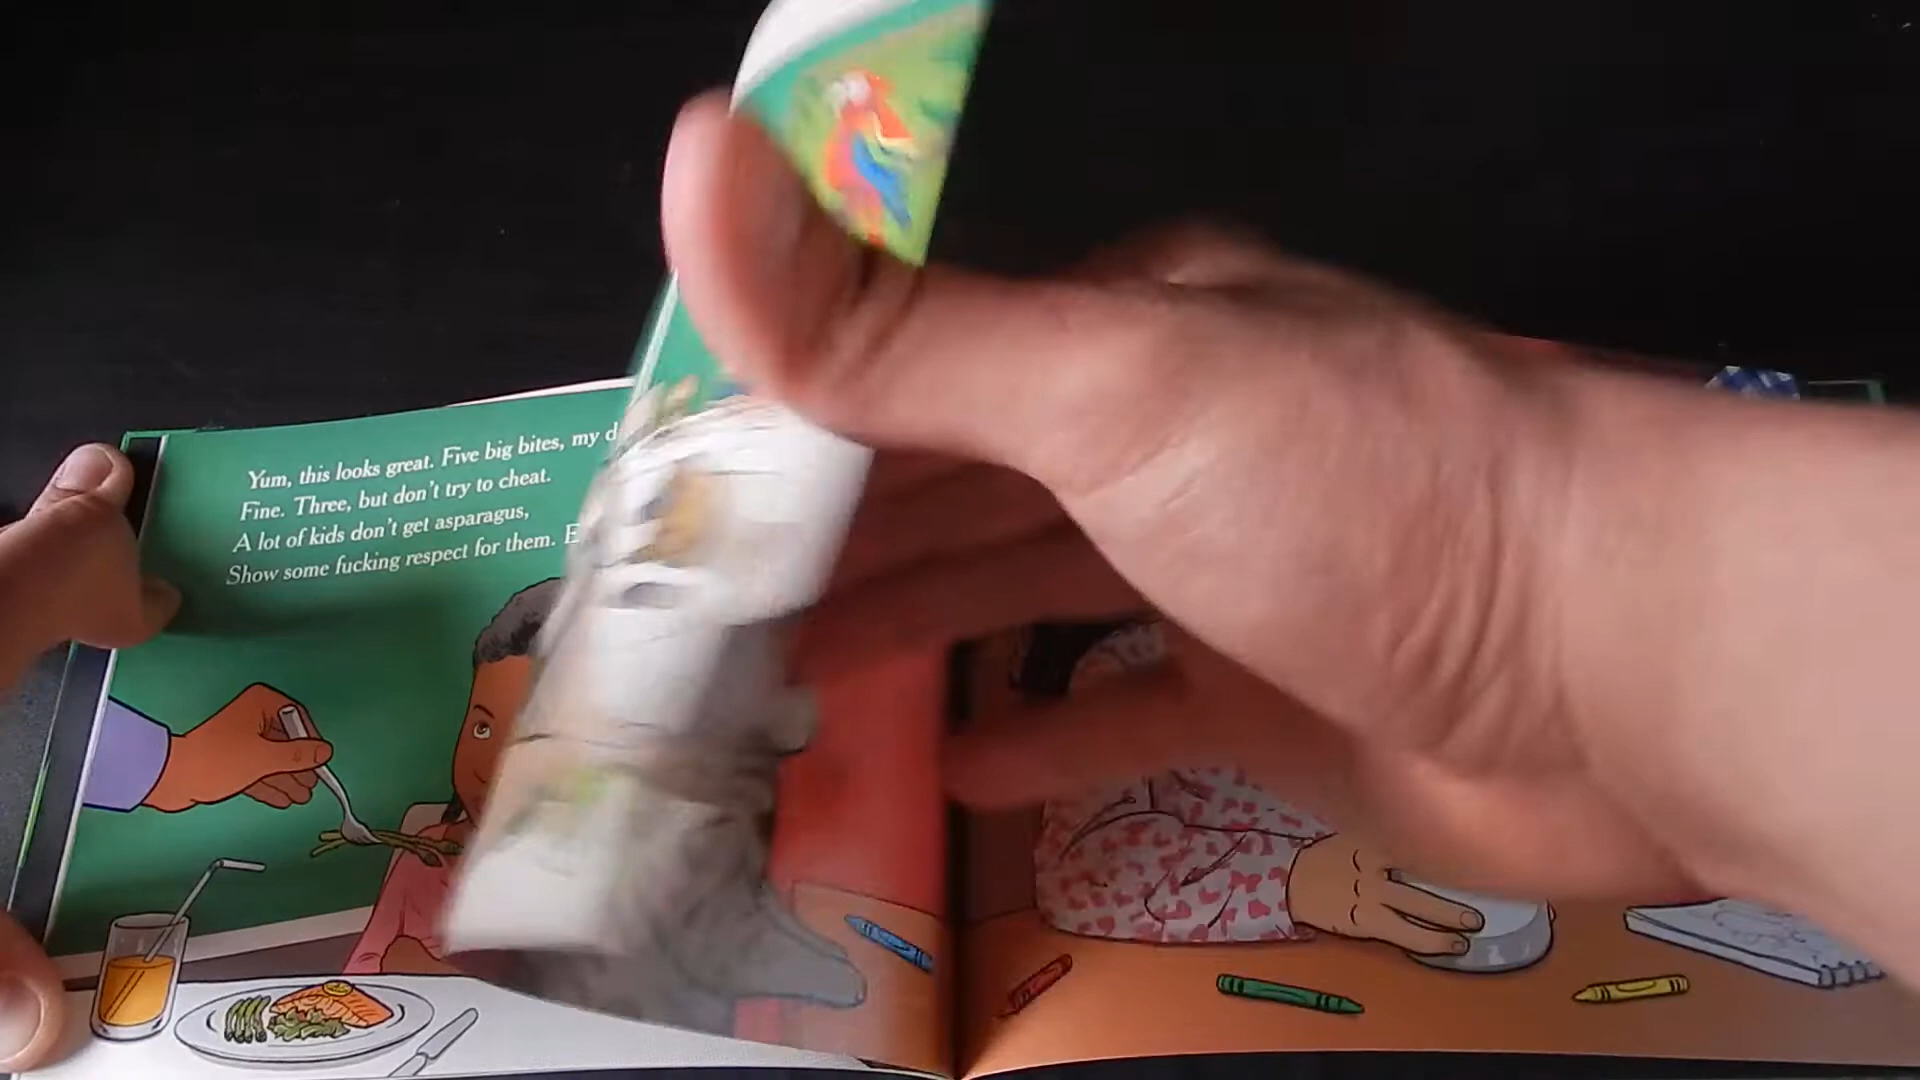 Yum, this looks great. Five big bites, my d
Fine. Three, but don't try to cheat.
A lot of kids don't get asparagus,
Show some fucking respect for them. E